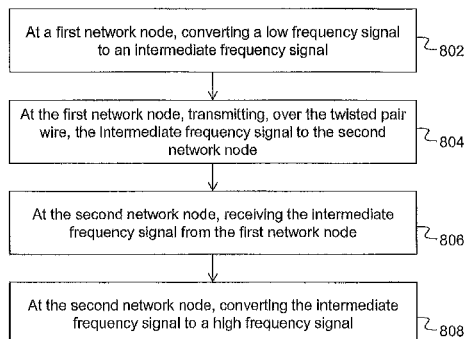 At a first network node, converting a low frequency signal
to an intermediate frequency signal
802
At the first network node, transmitting, over the twisted pair
wire, the intermediate frequency signal to the second
network node
804
At the second network node, receiving the intermediate
frequency signal from the first network node
806
At the second network node, converting the intermediate
frequency signal to a high frequency signal
808